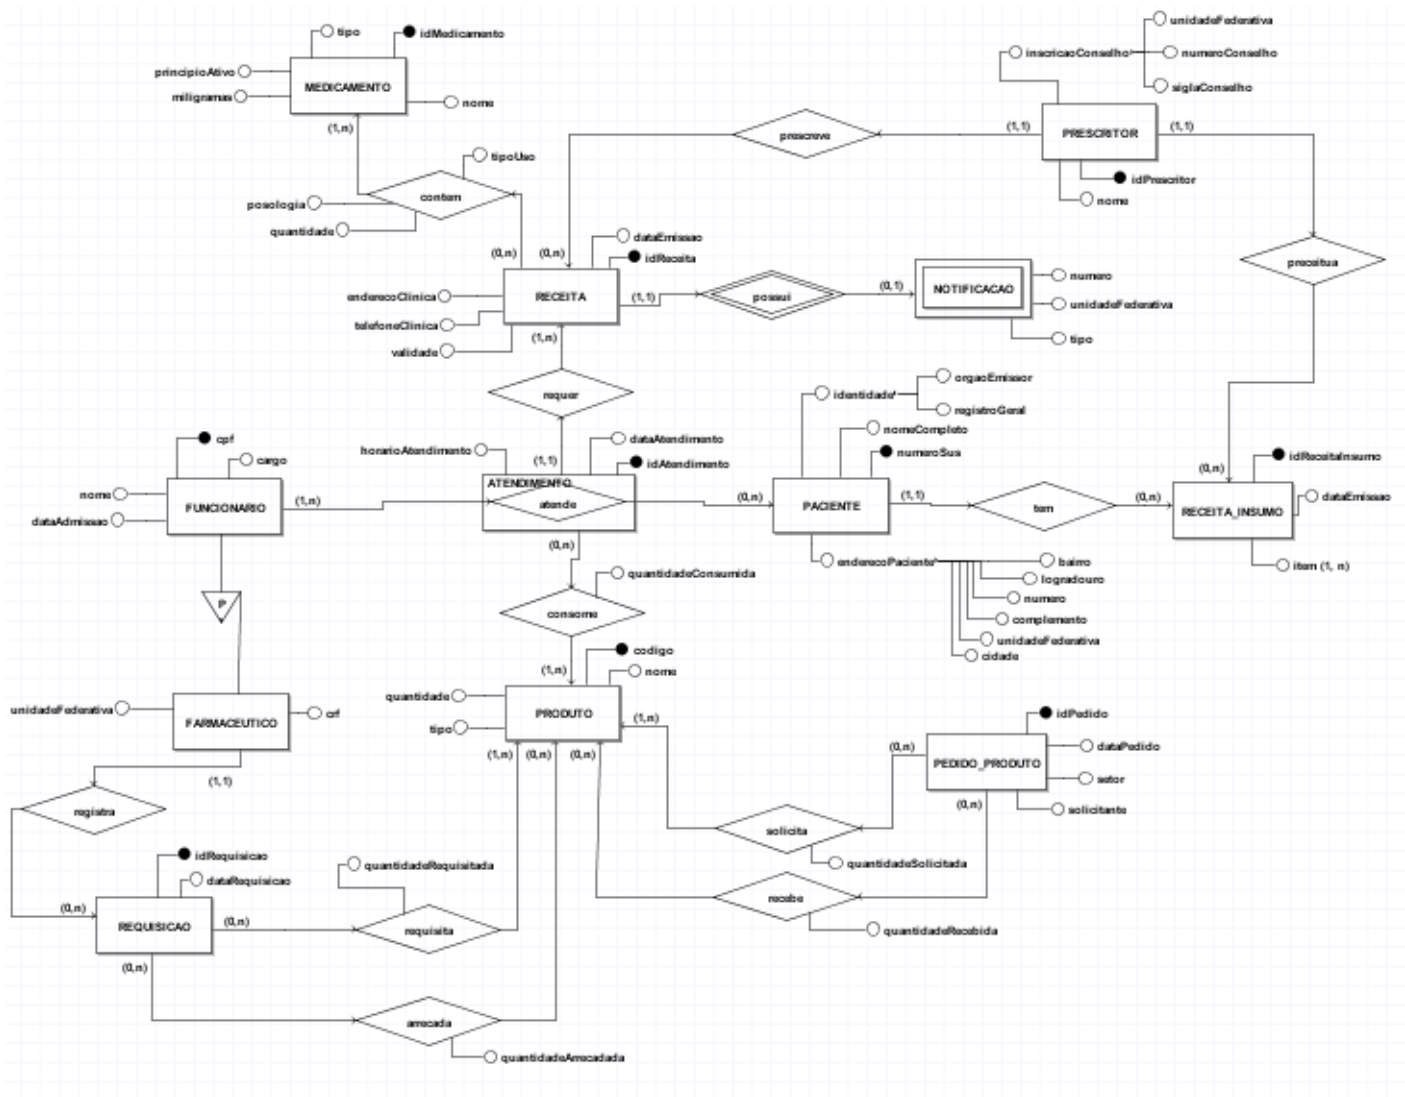 unidadeFederativa
tipo
idMedicamento
inscricaoConselho
numeroConselho
principioAtivo
MEDICAMENTO
siglaConselho
miligramas
nome
(1,n)
prescreve
(1,1)
PRESCRITOR
(1,1)
tipoUso
idPrescritor
contem
nome
posologia
quantidade
dataEmissao
(0,n)
(0,n)
idReceita
preceitua
enderecoClinica
RECEITA
(1,1)
possui
(0,1)
NOTIFICACAO
numero
unidadeFederativa
telefoneClinica
tipo
validade
(1,n)
orgaoEmissor
requer
identidade
registroGeral
nomeCompleto
cpf
dataAtendimento
horarioAtendimento
numeroSus
cargo
(1,1)
idAtendimento
idReceitaInsumo
(0,n)
ATENDIMENTO
nome
(1,n)
atende
(0,n)
(1,1)
(0,n)
dataEmissao
FUNCIONARIO
PACIENTE
tem
RECEITA_INSUMO
dataAdmissao
(0,n)
enderecoPaciente
bairro
item (1, n)
quantidadeConsumida
logradouro
P
numero
consome
complemento
unidadeFederativa
codigo
cidade
(1,n)
nome
quantidade
unidadeFederativa
crf
PRODUTO
idPedido
FARMACEUTICO
(1,n)
tipo
(0,n)
dataPedido
(1,n)
(0,n)
(0,n)
PEDIDO_PRODUTO
(1,1)
setor
(0,n)
solicitante
registra
solicita
idRequisicao
quantidadeRequisitada
quantidadeSolicitada
dataRequisicao
recebe
(0,n)
(0,n)
REQUISICAO
requisita
quantidadeRecebida
(0,n)
arrecada
quantidadeArrecadada